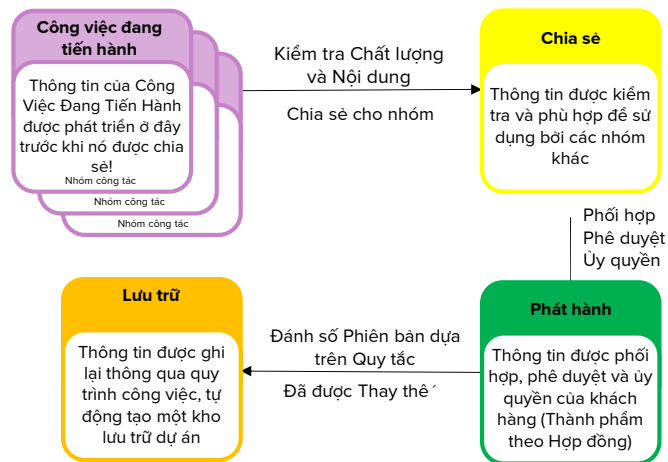 Công việc đang
tiến hành
Thông tin của Công
Việc Đang Tiến Hành
được phát triển ở đây
trước khi nó được chia
sẻ!
Nhóm công tác
Nhóm công tác
Nhóm công tác
Kiểm tra Chất lượng
và Nội dung
Chia sẻ cho nhóm
Chia sẻ
Thông tin được kiểm
tra và phù hợp để sử
dụng bởi các nhóm
khác
Phối hợp
Phê duyệt
Ủy quyền
Phát hành
Thông tin được phối
hợp, phê duyệt và ủy
quyền của khách
hàng (Thành phẩm
theo Hợp đồng)
Đánh số Phiên bản dựa
trên Quy tắc
Đã được Thay thế
Lưu trữ
Thông tin được ghi
lại thông qua quy
trình công việc, tự
động tạo một kho
lưu trữ dự án